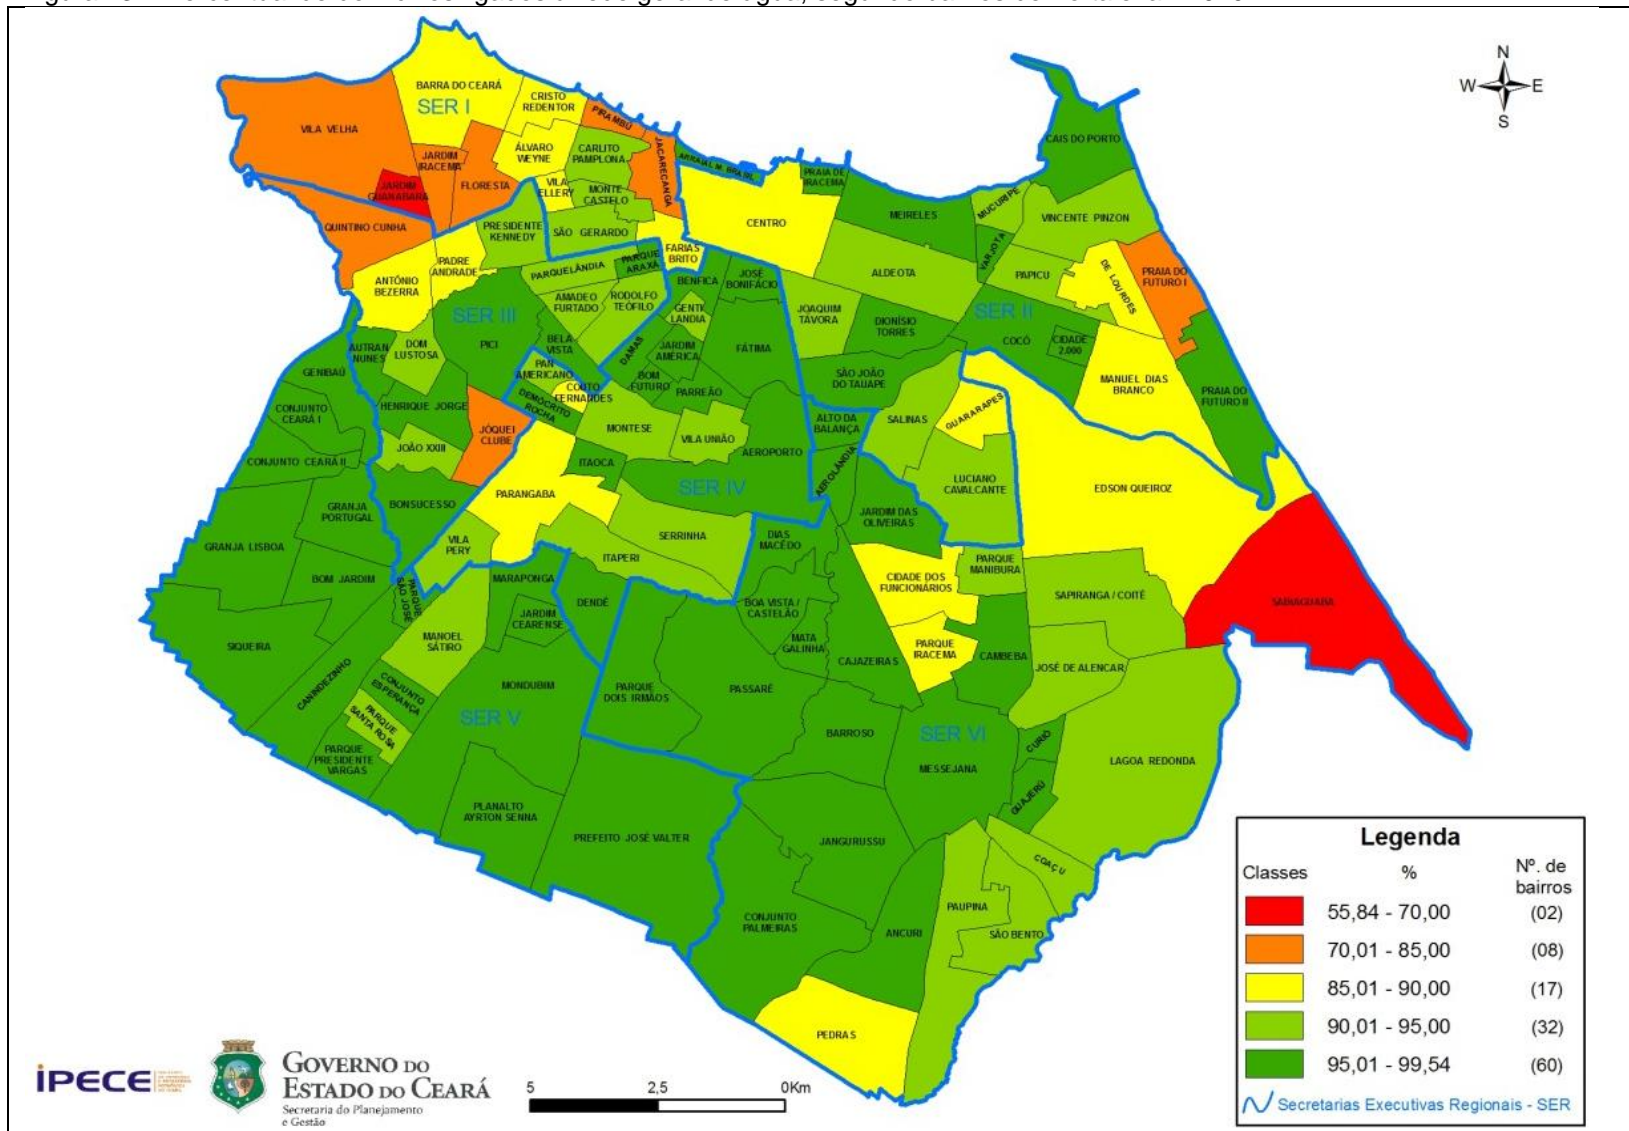 N
W
E
S
BARRA DO CEARÁ
SER I
CRISTO
REDENTOR
PIRAMBÚ
VILA VELHA
JARDIM
IRACEMA
ÁLVARO
WEYNE
CARLITO
PAMPLONA
JACARECANGA
ARRAIAL M. BRASIL
PRAIA DE
IRACEMA
CAIS DO PORTO
JARDIM
GUANABARA
FLORESTA
VILA
ELLERY
MONTE
CASTELO
CENTRO
MEIRELES
MUCURIPE
VINCENTE PINZON
QUINTINO CUNHA
PRESIDENTE
KENNEDY
SÃO GERARDO
FARIAS
BRITO
VARJOTA
PADRE
ANDRADE
PARQUELÂNDIA
PARQUE
ARAXÁ
ANTÔNIO
BEZERRA
AMADEO
FURTADO
RODOLFO
TEÓFILO
BENFICA
JOSÉ
BONIFÁCIO
ALDEOTA
PAPICU
DE LOURDES
PRAIA DO
FUTURO I
SER III
GENTI
LANDIA
JOAQUIM
TÁVORA
DIONÍSIO
TORRES
SER II
COCÓ
CIDADE
2.000
AUTRAN
NUNES
DOM
LUSTOSA
PICI
BELA
VISTA
DAMAS
JARDIM
AMÉRICA
FÁTIMA
GENIBAÚ
PAN
AMERICANO
COUTO
FERNANDES
BOM
FUTURO
PARREÃO
SÃO JOÃO
DO TAUAPE
MANUEL DIAS
BRANCO
PRAIA DO
FUTURO II
CONJUNTO
CEARÁ I
HENRIQUE JORGE
DEMÓCRITO
ROCHA
JÓQUEI
CLUBE
MONTESE
VILA UNIÃO
ALTO DA
BALANÇA
SALINAS
GUARARAPES
JOÃO XXIII
CONJUNTO CEARÁ II
ITAOCA
AEROPORTO
AEROLÂNDIA
LUCIANO
CAVALCANTE
EDSON QUEIROZ
PARANGABA
SER IV
GRANJA
PORTUGAL
BONSUCESSO
JARDIM DAS
OLIVEIRAS
GRANJA LISBOA
VILA
PERY
SERRINHA
ITAPERI
DIAS
MACÊDO
PARQUE
MANIBURA
BOM JARDIM
PARQUE
SÃO JOSÉ
MARAPONGA
DENDÊ
CIDADE DOS
FUNCIONÁRIOS
SAPIRANGA / COITÉ
SABIAGUABA
JARDIM
CEARENSE
BOA VISTA /
CASTELÃO
SIQUEIRA
MANOEL
SÁTIRO
MATA
GALINHA
PARQUE
IRACEMA
CAMBEBA
CAJAZEIRAS
JOSÉ DE ALENCAR
CANINDEZINHO
CONJUNTO
ESPERANÇA
MONDUBIM
PARQUE
DOIS IRMÃOS
PASSARÉ
PARQUE
SANTA ROSA
SER V
BARROSO
SER VI
CURIÓ
PARQUE
PRESIDENTE
VARGAS
MESSEJANA
LAGOA REDONDA
GUAJERÚ
PLANALTO
AYRTON SENNA
PREFEITO JOSÉ VALTER
JANGURUSSU
COAÇU
PAUPINA
CONJUNTO
PALMEIRAS
ANCURI
SÃO BENTO
PEDRAS
Legenda
Classes % Nº. de
bairros
55,84 - 70,00 (02)
70,01 - 85,00 (08)
85,01 - 90,00 (17)
90,01 - 95,00 (32)
95,01 - 99,54 (60)
Secretarias Executivas Regionais - SER
IPECE
GOVERNO DO
ESTADO DO CEARÁ
Secretaria do Planejamento
e Gestão
5 2,5 0Km